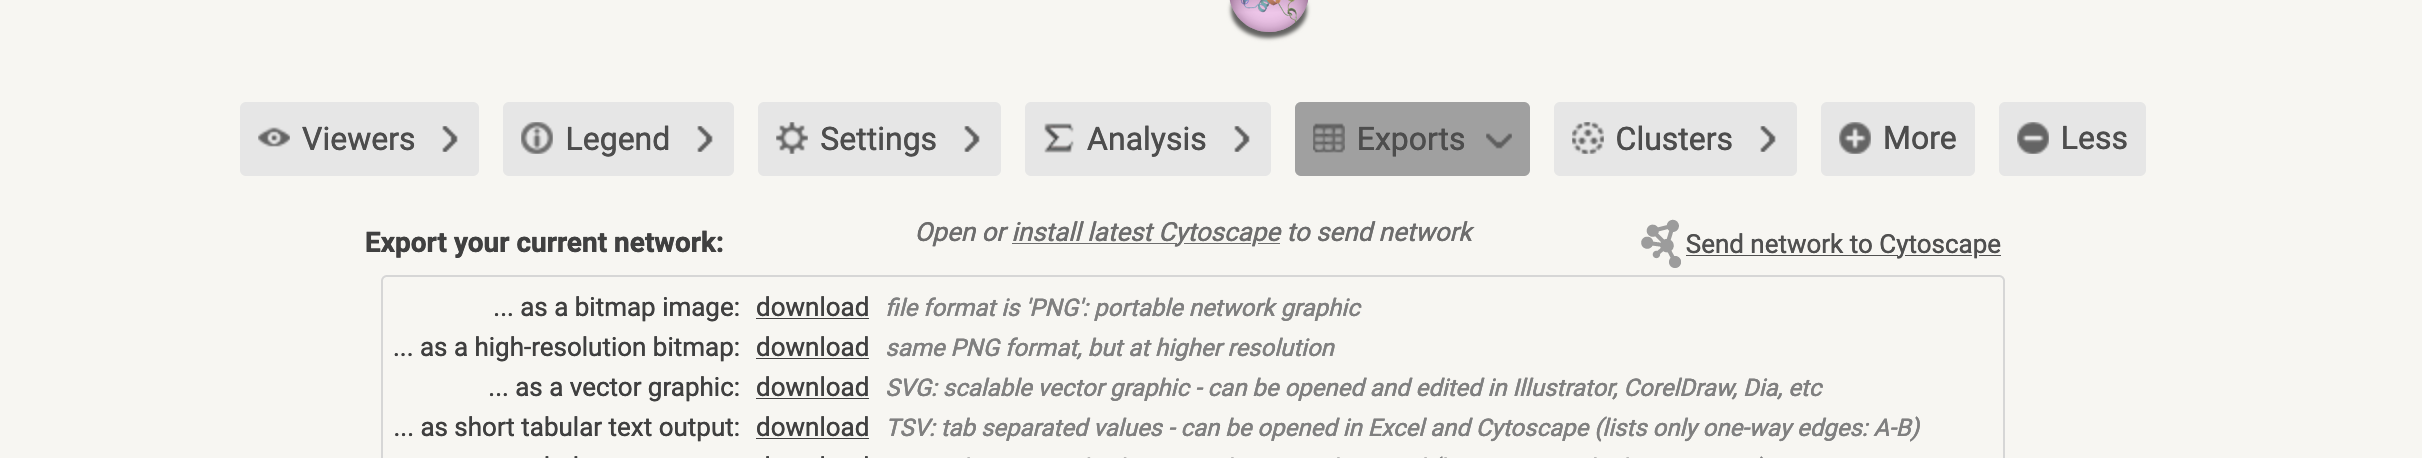 Viewers Legend Settings Analysis Exports Clusters More Less
Open or install latest Cytoscape to send network
Export your current network: Send network to Cytoscape
... as a bitmap image: download file format is 'PNG': portable network graphic
... as a high-resolution bitmap: download same PNG format, but at higher resolution
... as a vector graphic: download SVG: scalable vector graphic - can be opened and edited in Illustrator, CorelDraw, Dia, etc
... as short tabular text output: download TSV: tab separated values - can be opened in Excel and Cytoscape (lists only one-way edges: A-B)